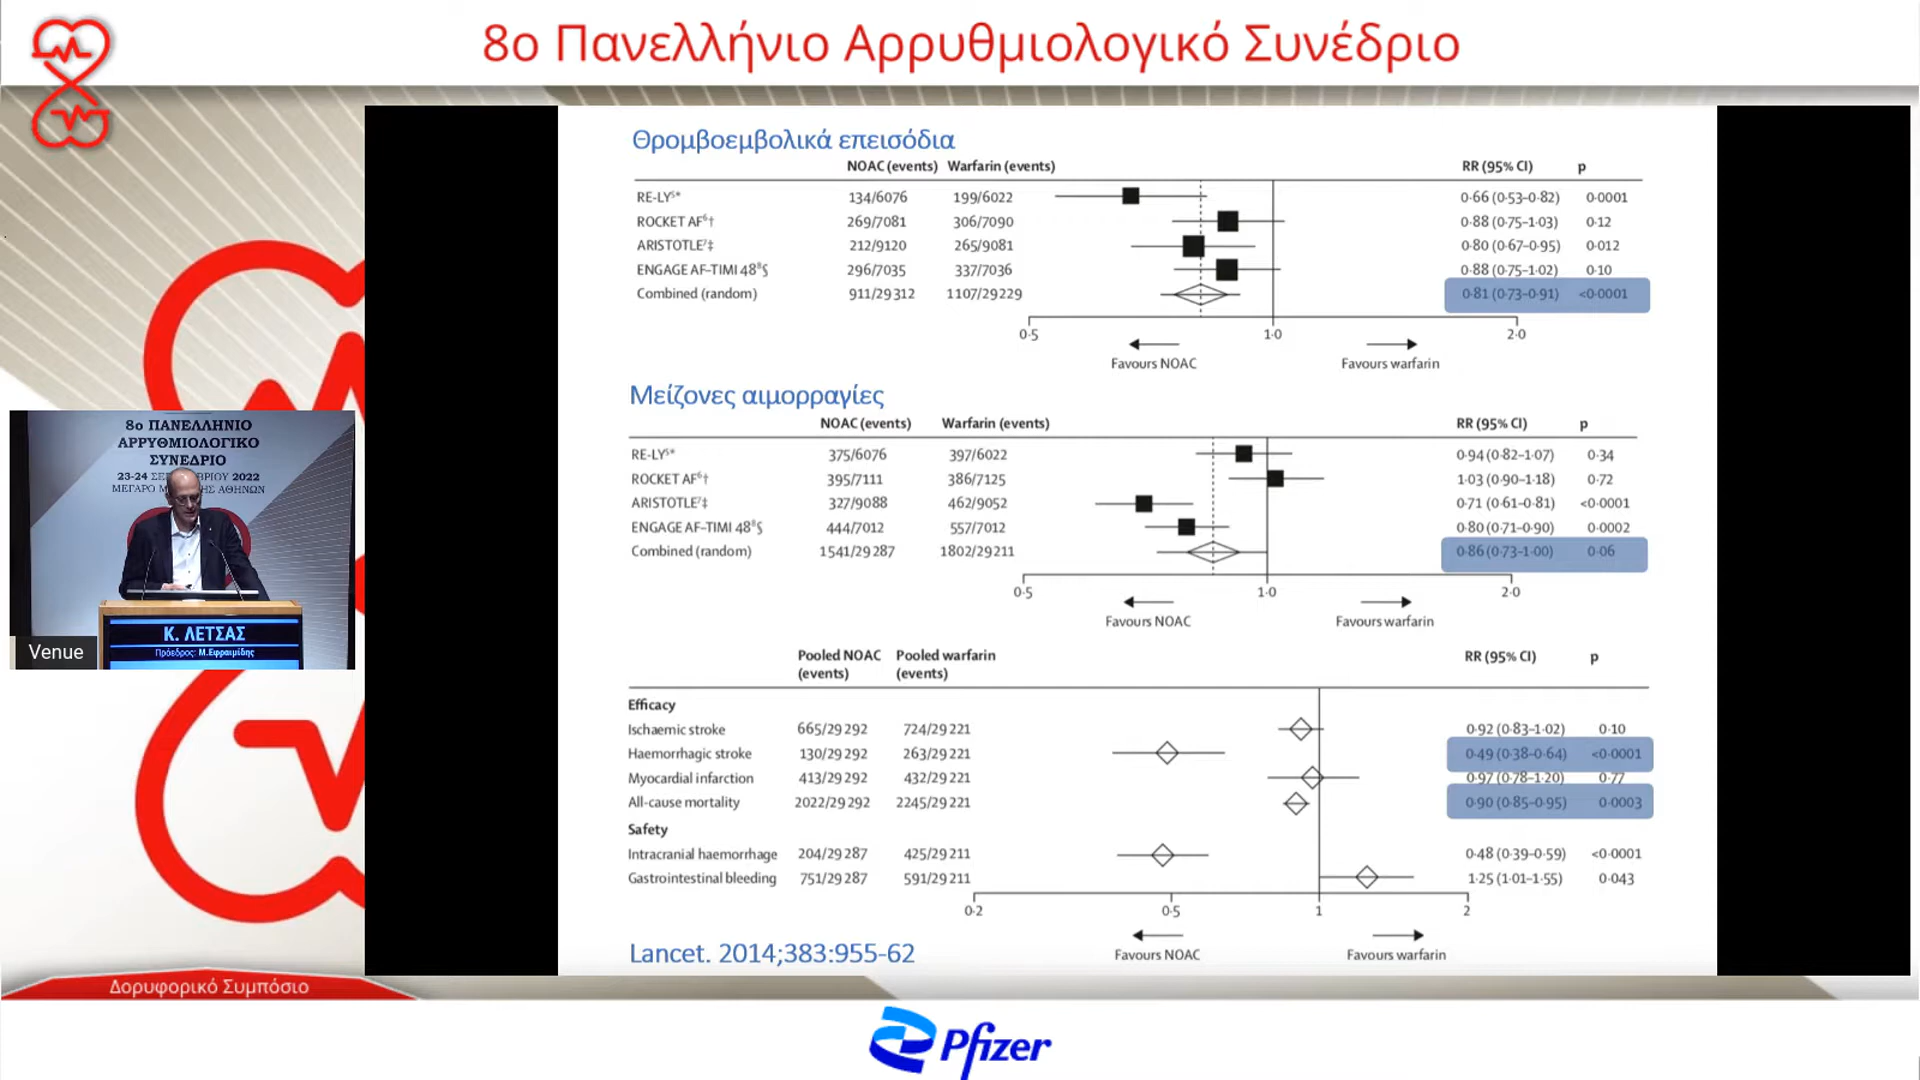 8ο Πανελλήνιο Αρρυθμιολογικό Συνέδριο
Θρομβοεμβολικά επεισόδια
NOAC (events) Warfarin (events) RR (95% CI) p
RE-LY⁵* 134/6076 199/6022 0·66 (0·53–0·82) 0·0001
ROCKET AF⁶† 269/7081 306/7090 0·88 (0·75–1·03) 0·12
ARISTOTLE⁷‡ 212/9120 265/9081 0·80 (0·67–0·95) 0·012
ENGAGE AF–TIMI 48⁸§ 296/7035 337/7036 0·88 (0·75–1·02) 0·10
Combined (random) 911/29312 1107/29229 0·81 (0·73–0·91) <0·0001
0·5 1·0 2·0
Favours NOAC Favours warfarin
Μείζονες αιμορραγίες
NOAC (events) Warfarin (events) RR (95% CI) p
RE-LY⁵* 375/6076 397/6022 0·94 (0·82–1·07) 0·34
ROCKET AF⁶† 395/7111 386/7125 1·03 (0·90–1·18) 0·72
ARISTOTLE⁷‡ 327/9088 462/9052 0·71 (0·61–0·81) <0·0001
ENGAGE AF–TIMI 48⁸§ 444/7012 557/7012 0·80 (0·71–0·90) 0·0002
Combined (random) 1541/29287 1802/29211 0·86 (0·73–1·00) 0·06
0·5 1·0 2·0
Favours NOAC Favours warfarin
Pooled NOAC Pooled warfarin RR (95% CI) p
(events) (events)
Efficacy
Ischaemic stroke 665/29292 724/29221 0·92 (0·83–1·02) 0·10
Haemorrhagic stroke 130/29292 263/29221 0·49 (0·38–0·64) <0·0001
Myocardial infarction 413/29292 432/29221 0·97 (0·78–1·20) 0·77
All-cause mortality 2022/29292 2245/29221 0·90 (0·85–0·95) 0·0003
Safety
Intracranial haemorrhage 204/29287 425/29211 0·48 (0·39–0·59) <0·0001
Gastrointestinal bleeding 751/29287 591/29211 1·25 (1·01–1·55) 0·043
0·2 0·5 1 2
Favours NOAC Favours warfarin
Lancet. 2014;383:955-62
8ο ΠΑΝΕΛΛΗΝΙΟ
ΑΡΡΥΘΜΙΟΛΟΓΙΚΟ
ΣΥΝΕΔΡΙΟ
23-24 2022
ΜΕΓΑΡΟ ΑΘΗΝΩΝ
Κ. ΛΕΤΣΑΣ
Πρόεδρος: Μ.Εφραιμίδης
Venue
Δορυφορικό Συμπόσιο
Pfizer